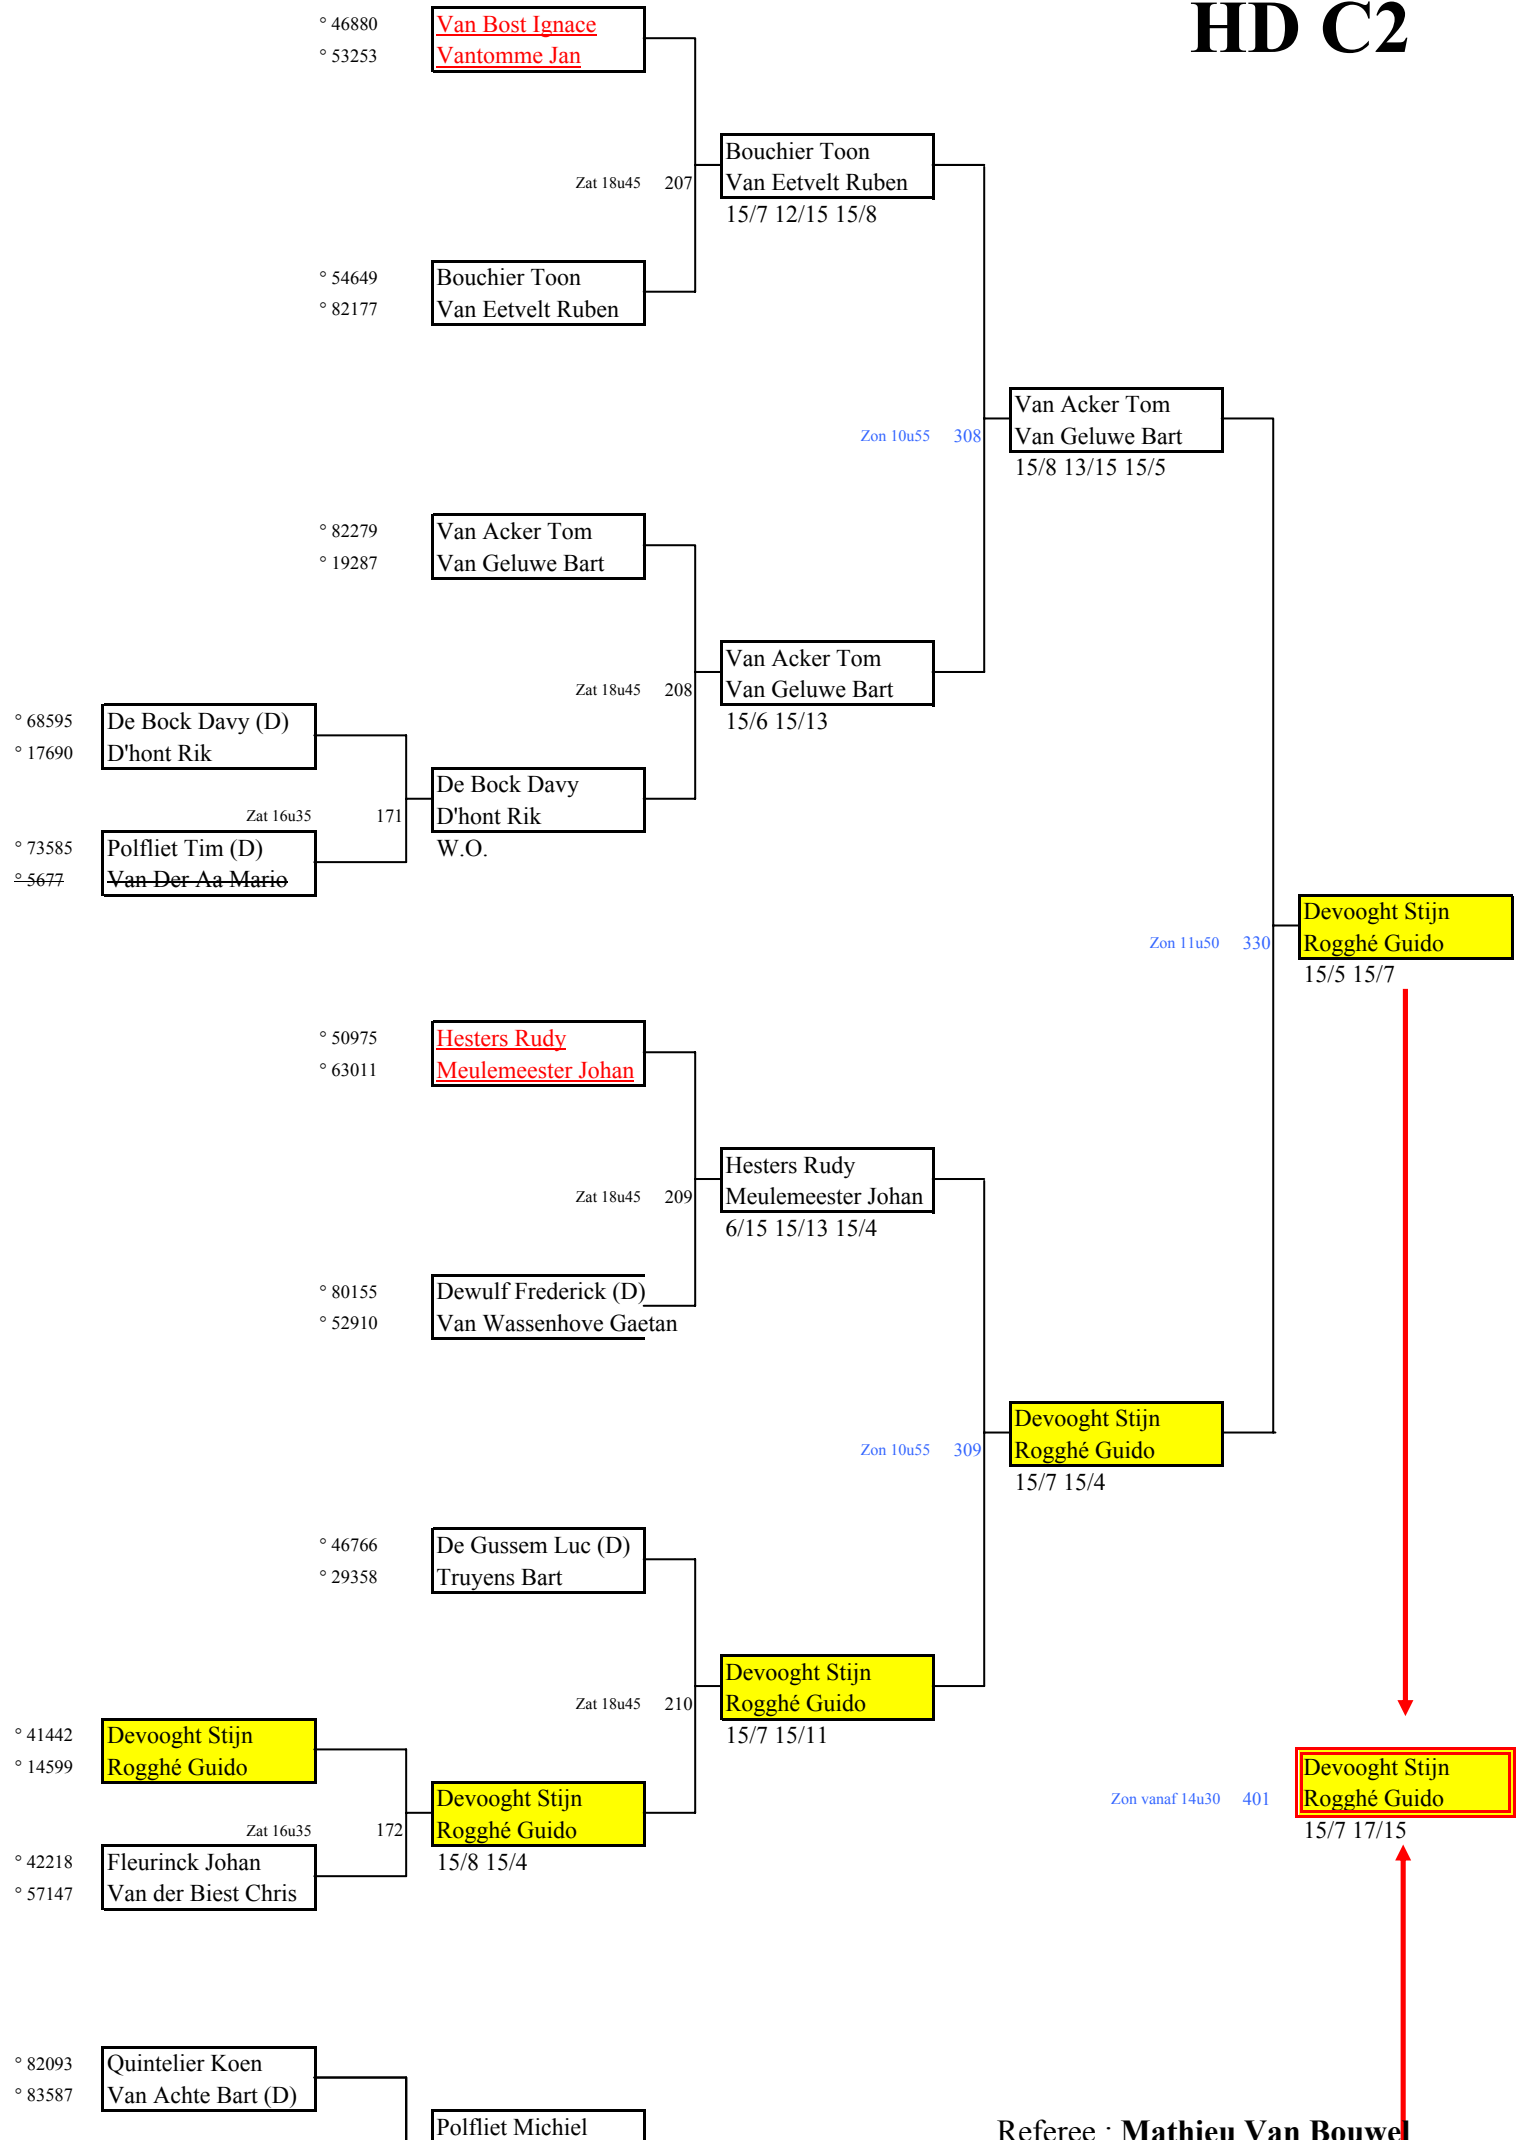 HD C2
° 46880 Van Bost Ignace
° 53253 Vantomme Jan
Bouchier Toon
Zat 18u45 207 Van Eetvelt Ruben
15/7 12/15 15/8
° 54649 Bouchier Toon
° 82177 Van Eetvelt Ruben
Van Acker Tom
Zon 10u55 308 Van Geluwe Bart
15/8 13/15 15/5
° 82279 Van Acker Tom
° 19287 Van Geluwe Bart
Van Acker Tom
Zat 18u45 208 Van Geluwe Bart
° 68595 De Bock Davy (D) 15/6 15/13
° 17690 D'hont Rik
De Bock Davy
Zat 16u35 171 D'hont Rik
° 73585 Polfliet Tim (D) W.O.
° 5677 Van Der Aa Mario
Devooght Stijn
Zon 11u50 330 Rogghé Guido
15/5 15/7
° 50975 Hesters Rudy
° 63011 Meulemeester Johan
Hesters Rudy
Zat 18u45 209 Meulemeester Johan
6/15 15/13 15/4
° 80155 Dewulf Frederick (D)
° 52910 Van Wassenhove Gaetan
Devooght Stijn
Zon 10u55 309 Rogghé Guido
15/7 15/4
° 46766 De Gussem Luc (D)
° 29358 Truyens Bart
Devooght Stijn
Zat 18u45 210 Rogghé Guido
° 41442 Devooght Stijn 15/7 15/11
° 14599 Rogghé Guido Devooght Stijn
Devooght Stijn Zon vanaf 14u30 401 Rogghé Guido
Zat 16u35 172 Rogghé Guido 15/7 17/15
° 42218 Fleurinck Johan 15/8 15/4
° 57147 Van der Biest Chris
° 82093 Quintelier Koen
° 83587 Van Achte Bart (D)
Polfliet Michiel Referee : Mathieu Van Bouwel